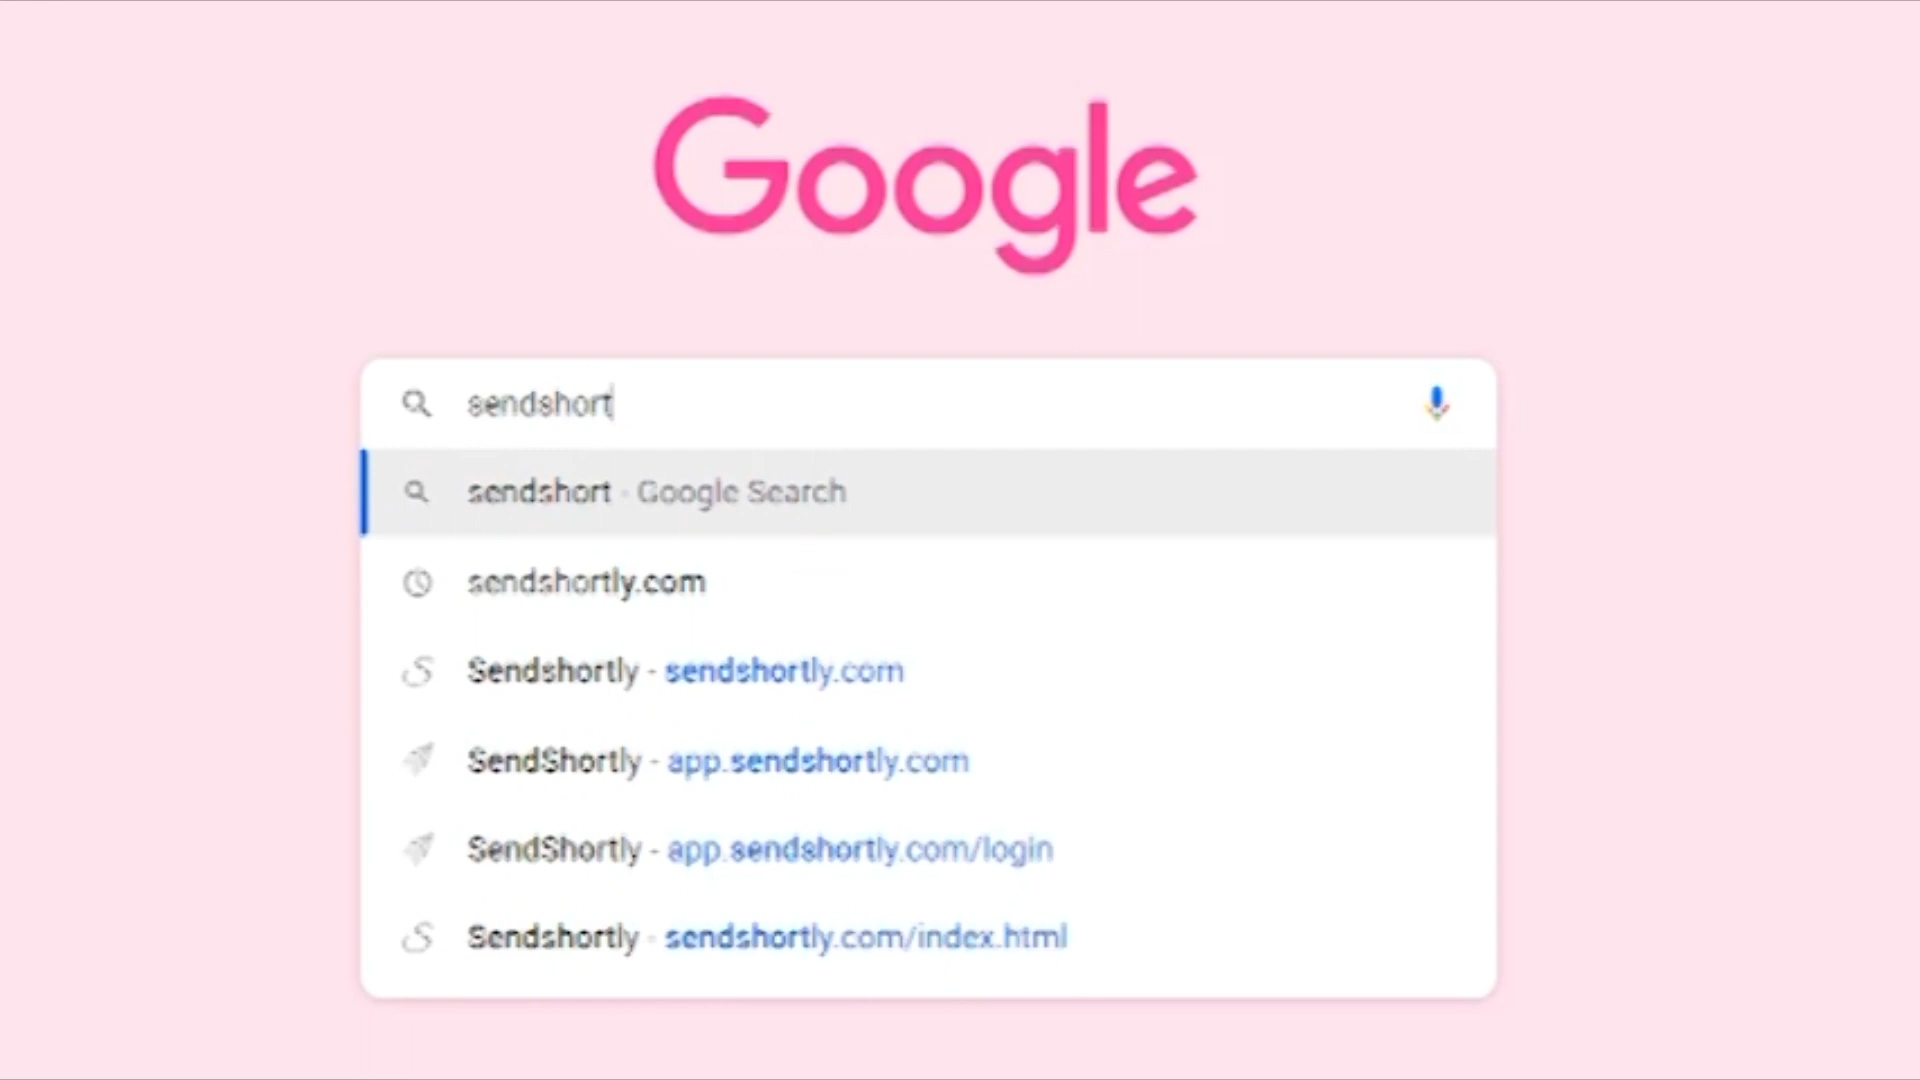 Google
sendshort
sendshort - Google Search
sendshortly.com
Sendshortly - sendshortly.com
SendShortly - app.sendshortly.com
SendShortly - app.sendshortly.com/login
Sendshortly - sendshortly.com/index.html